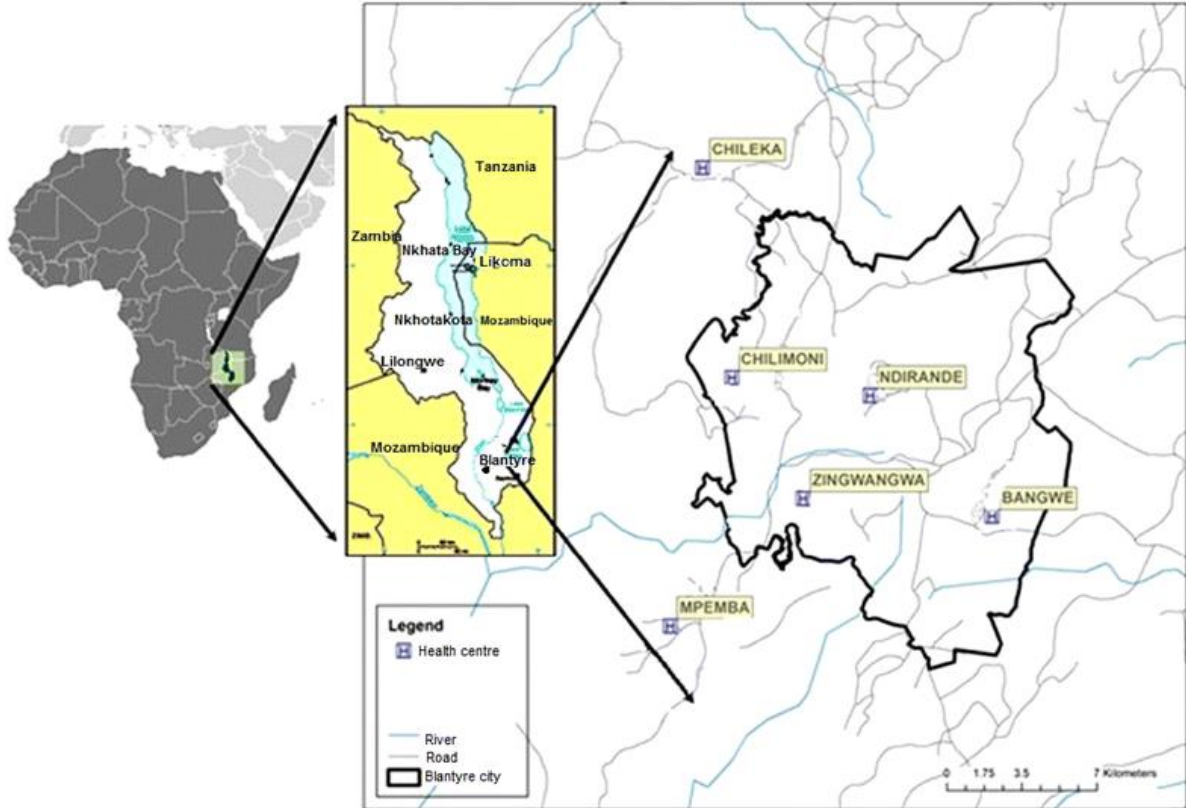 Tanzania
Zambia
Nkhata Bay
Likoma
Nkhotakota
Mozambique
Lilongwe
Mozambique
Blantyre
CHILEKA
CHILIMONI
NDIRANDE
ZINGWANGWA
BANGWE
MPEMBA
Legend
Health centre
River
Road
Blantyre city
0 1.75 3.5 7 Kilometers